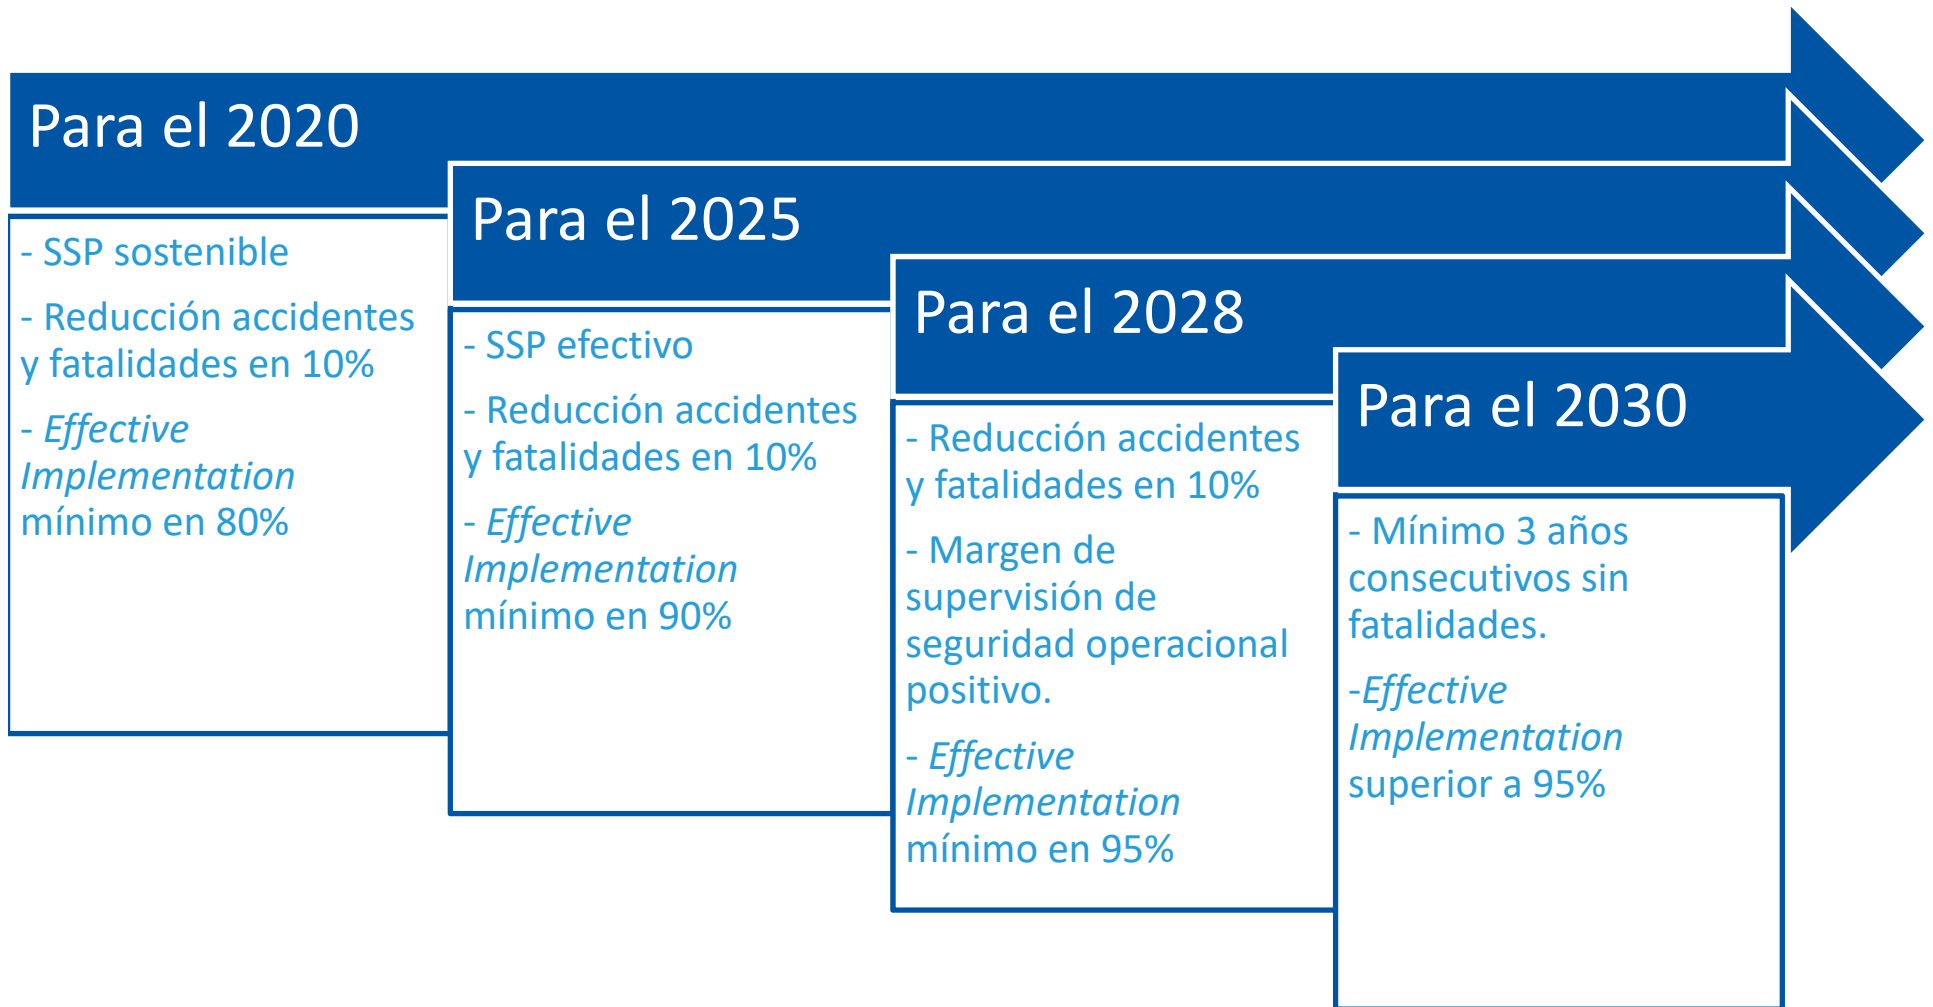 Para el 2020
- SSP sostenible
- Reducción accidentes
y fatalidades en 10%
- Effective
Implementation
mínimo en 80%
Para el 2025
- SSP efectivo
- Reducción accidentes
y fatalidades en 10%
- Effective
Implementation
mínimo en 90%
Para el 2028
- Reducción accidentes
y fatalidades en 10%
- Margen de
supervisión de
seguridad operacional
positivo.
- Effective
Implementation
mínimo en 95%
Para el 2030
- Mínimo 3 años
consecutivos sin
fatalidades.
-Effective
Implementation
superior a 95%